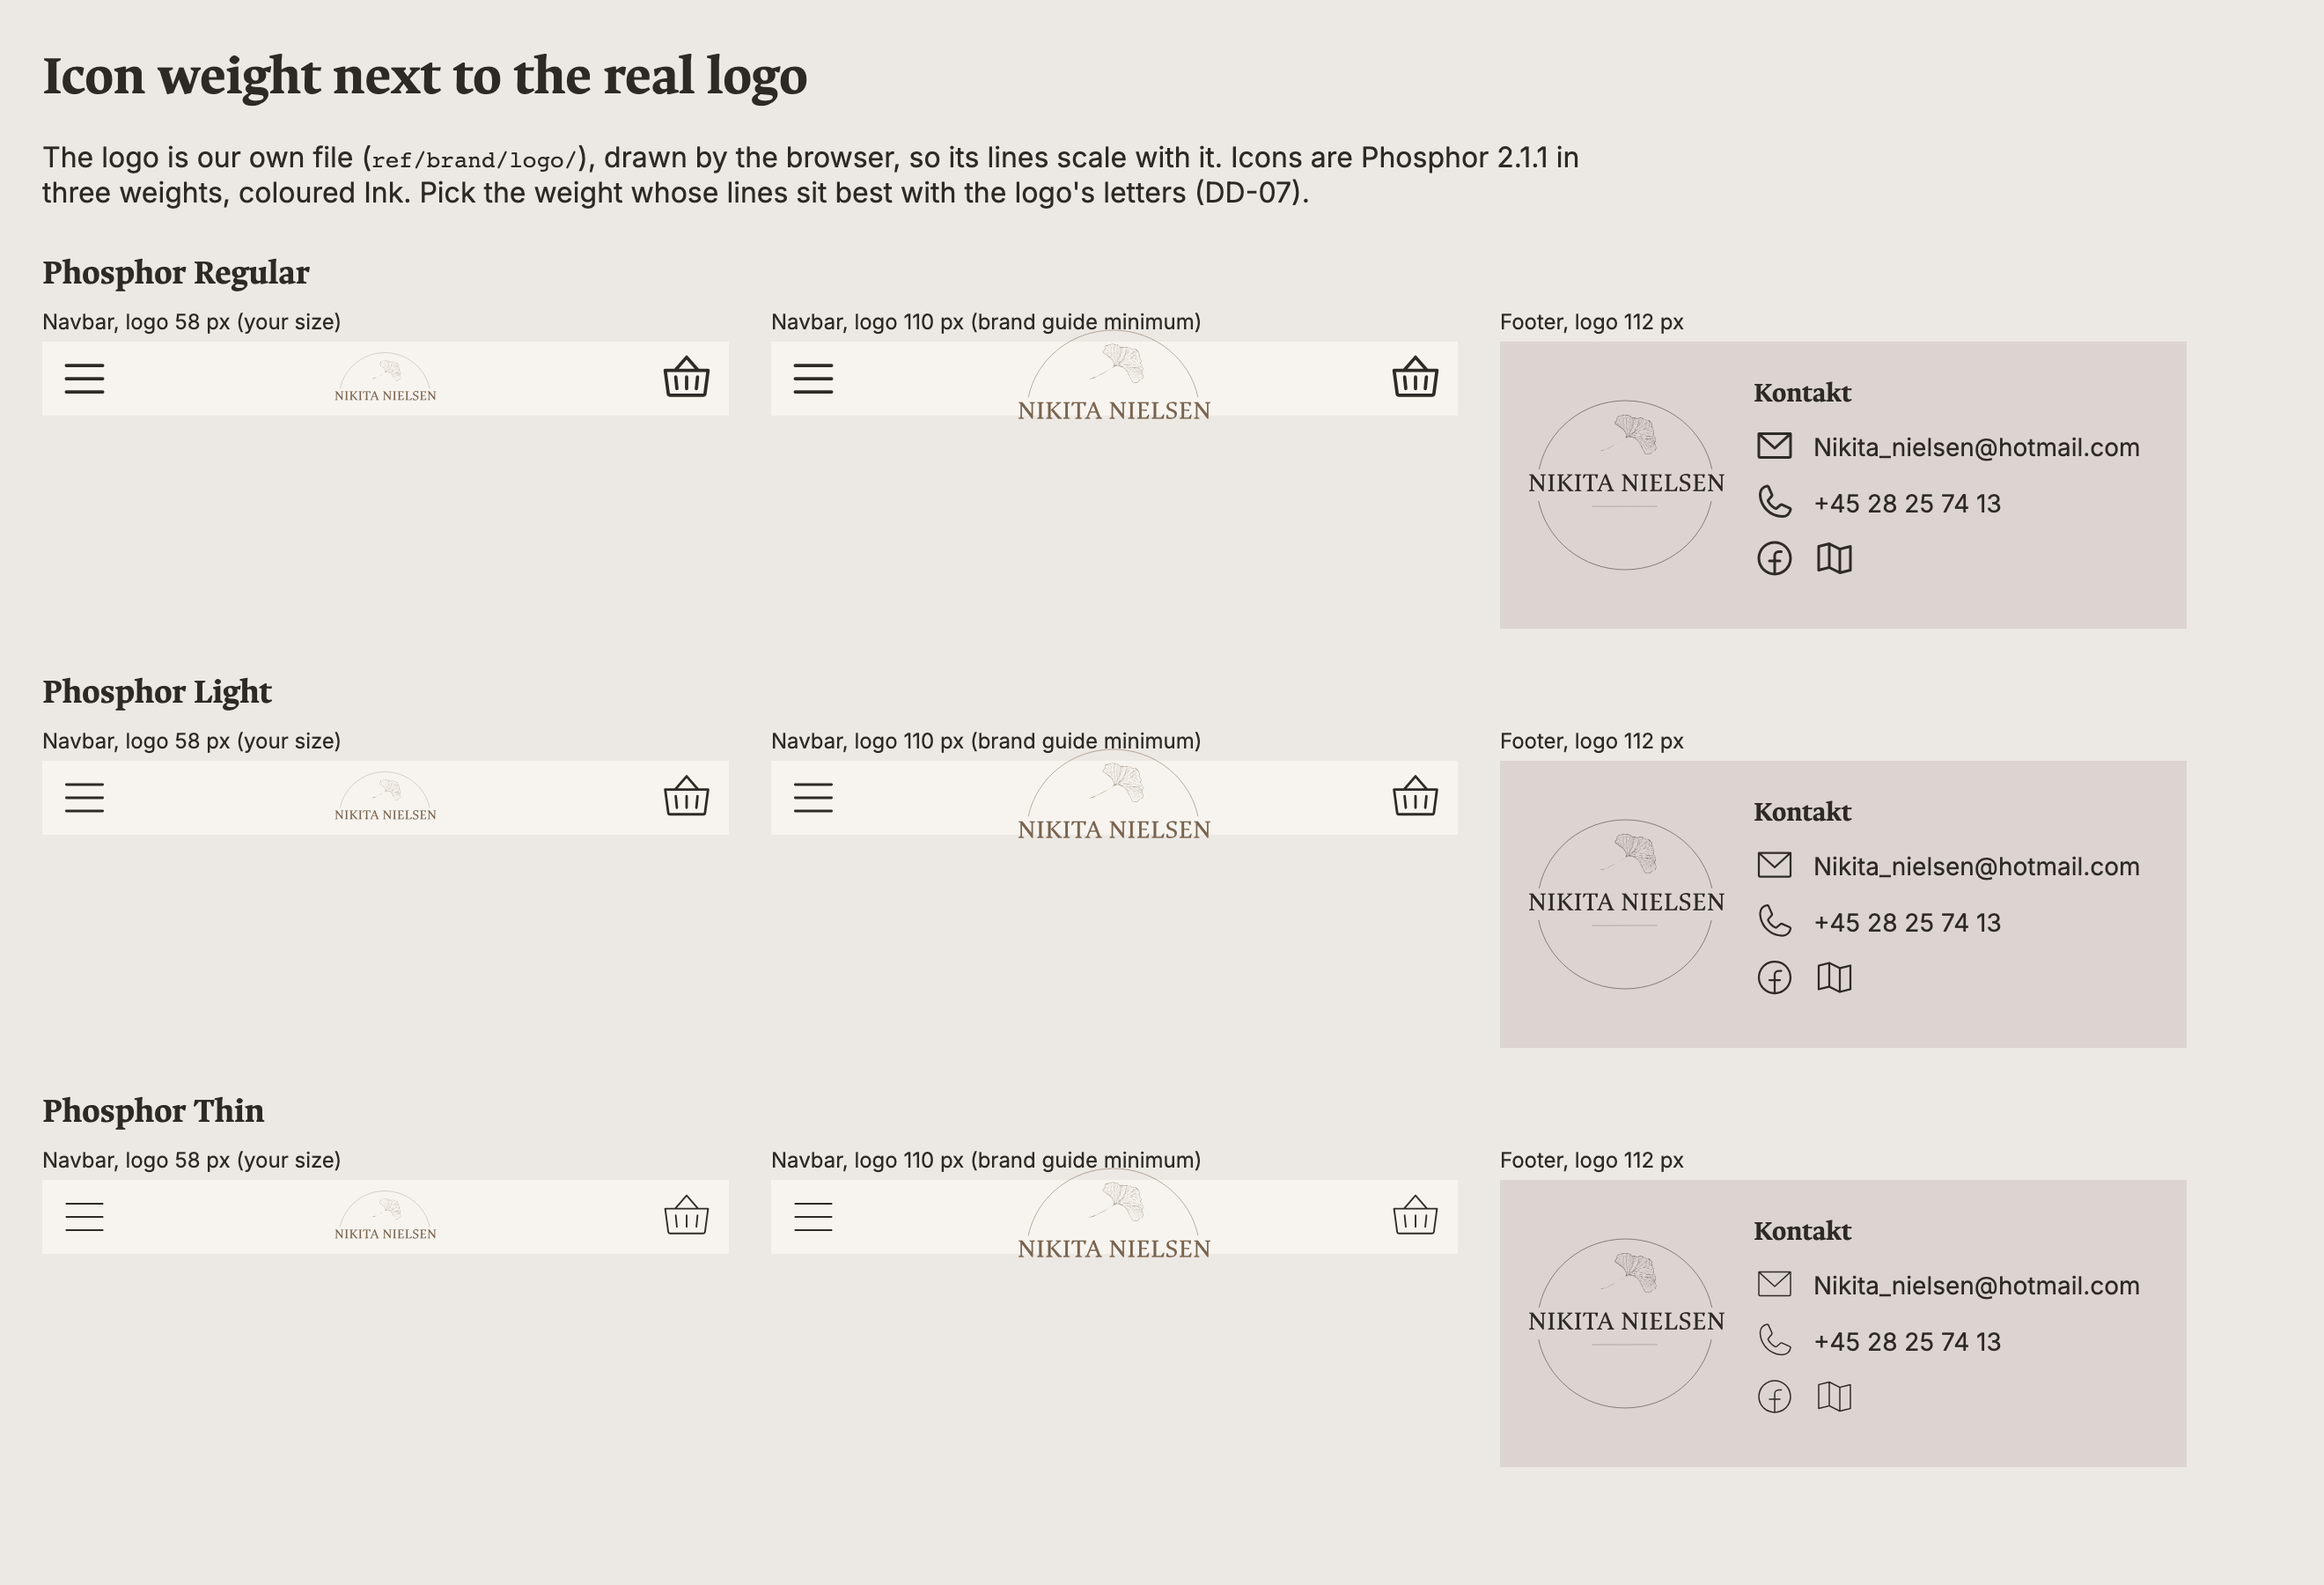 Icon weight next to the real logo
The logo is our own file (ref/brand/logo/), drawn by the browser, so its lines scale with it. Icons are Phosphor 2.1.1 in
three weights, coloured Ink. Pick the weight whose lines sit best with the logo's letters (DD-07).
Phosphor Regular
Navbar, logo 58 px (your size)
NIKITA NIELSEN
Navbar, logo 110 px (brand guide minimum)
NIKITA NIELSEN
Footer, logo 112 px
NIKITA NIELSEN
Kontakt
Nikita_nielsen@hotmail.com
+45 28 25 74 13
Phosphor Light
Navbar, logo 58 px (your size)
NIKITA NIELSEN
Navbar, logo 110 px (brand guide minimum)
NIKITA NIELSEN
Footer, logo 112 px
NIKITA NIELSEN
Kontakt
Nikita_nielsen@hotmail.com
+45 28 25 74 13
Phosphor Thin
Navbar, logo 58 px (your size)
NIKITA NIELSEN
Navbar, logo 110 px (brand guide minimum)
NIKITA NIELSEN
Footer, logo 112 px
NIKITA NIELSEN
Kontakt
Nikita_nielsen@hotmail.com
+45 28 25 74 13